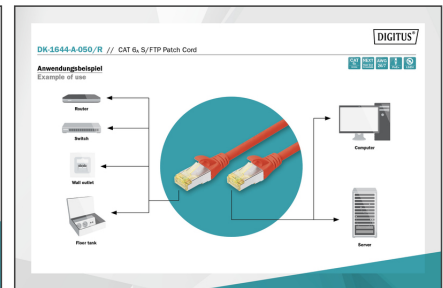 DIGITUS®
DK-1644-A-050/R // CAT 6A S/FTP Patch Cord
Anwendungsbeispiel
Example of use
Router
Switch
Wall outlet
Floor tank
Computer
Server